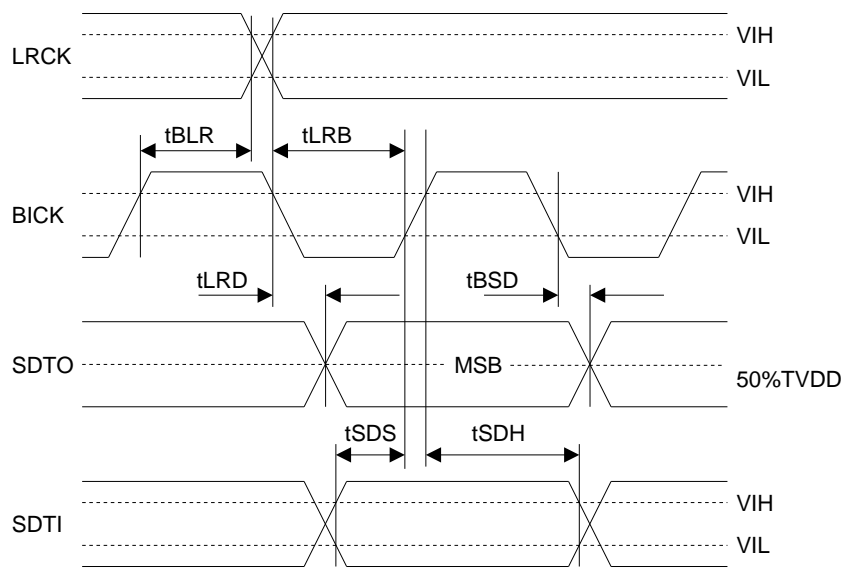 LRCK
VIH
VIL
tBLR
tLRB
BICK
VIH
VIL
tLRD
tBSD
SDTO
MSB
50%TVDD
tSDS
tSDH
SDTI
VIH
VIL